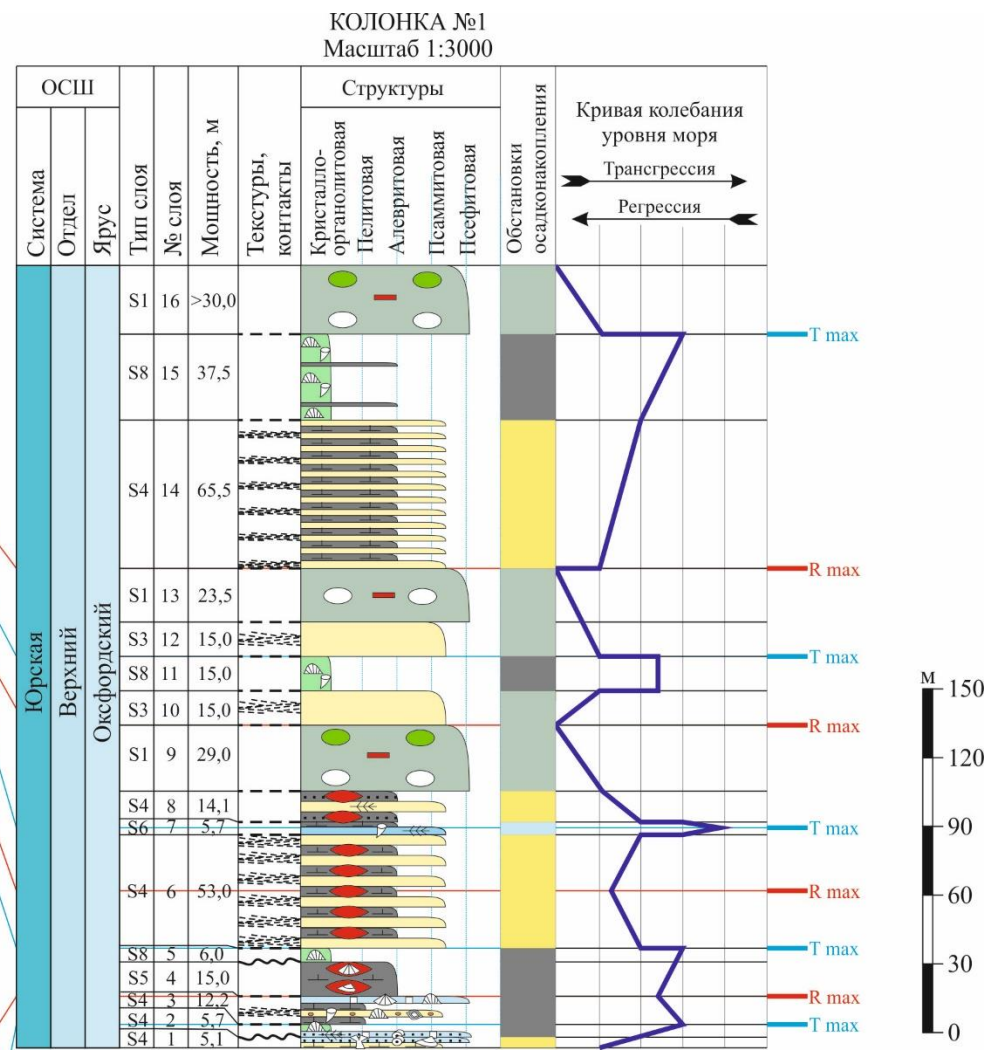 КОЛОНКА №1
Масштаб 1:3000
ОСШ
Система
Отдел
Ярус
Тип слоя
№ слоя
Мощность, м
Текстуры,
контакты
Структуры
Кристалло-
органолитовая
Пелитовая
Алевритовая
Псаммитовая
Псефитовая
Обстановки
осадконакопления
Кривая колебания
уровня моря
Трансгрессия
Регрессия
Юрская
Верхний
Оксфордский
S1 16 >30,0
T max
S8 15 37,5
S4 14 65,5
R max
S1 13 23,5
S3 12 15,0
T max
S8 11 15,0
S3 10 15,0
R max
S1 9 29,0
S4 8 14,1
S6 7 5,7
T max
S4 6 53,0
R max
T max
S8 5 6,0
S5 4 15,0
R max
S4 3 12,2
S4 2 5,7
T max
S4 1 5,1
м
150
120
90
60
30
0